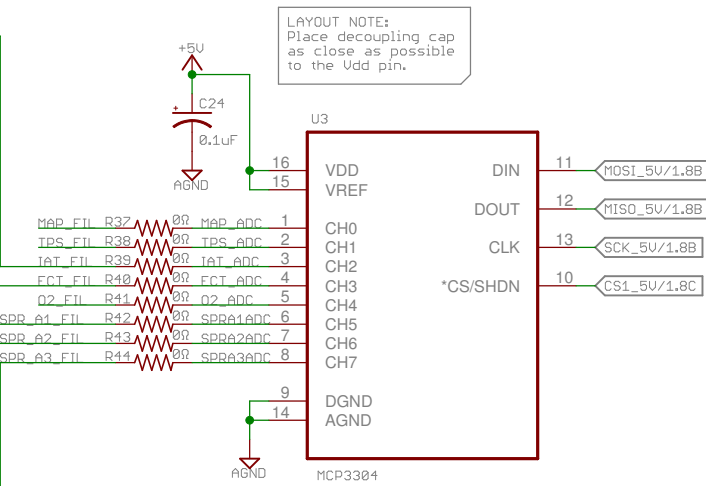 LAYOUT NOTE:
Place decoupling cap
as close as possible
to the Vdd pin.
+5V
+
C24
0.1uF
AGND
U3
16 VDD DIN 11 MOSI_5V/1.8B
15 VREF
DOUT 12 MISO_5V/1.8B
MAP_FIL R37 0Ω MAP_ADC 1 CH0
TPS_FIL R38 0Ω TPS_ADC 2 CH1 CLK 13 SCK_5V/1.8B
IAT_FIL R39 0Ω IAT_ADC 3 CH2
ECT_FIL R40 0Ω ECT_ADC 4 CH3 *CS/SHDN 10 CS1_5V/1.8C
O2_FIL R41 0Ω O2_ADC 5 CH4
SPR_A1_FIL R42 0Ω SPRA1ADC 6 CH5
SPR_A2_FIL R43 0Ω SPRA2ADC 7 CH6
SPR_A3_FIL R44 0Ω SPRA3ADC 8 CH7
9 DGND
14 AGND
AGND
MCP3304